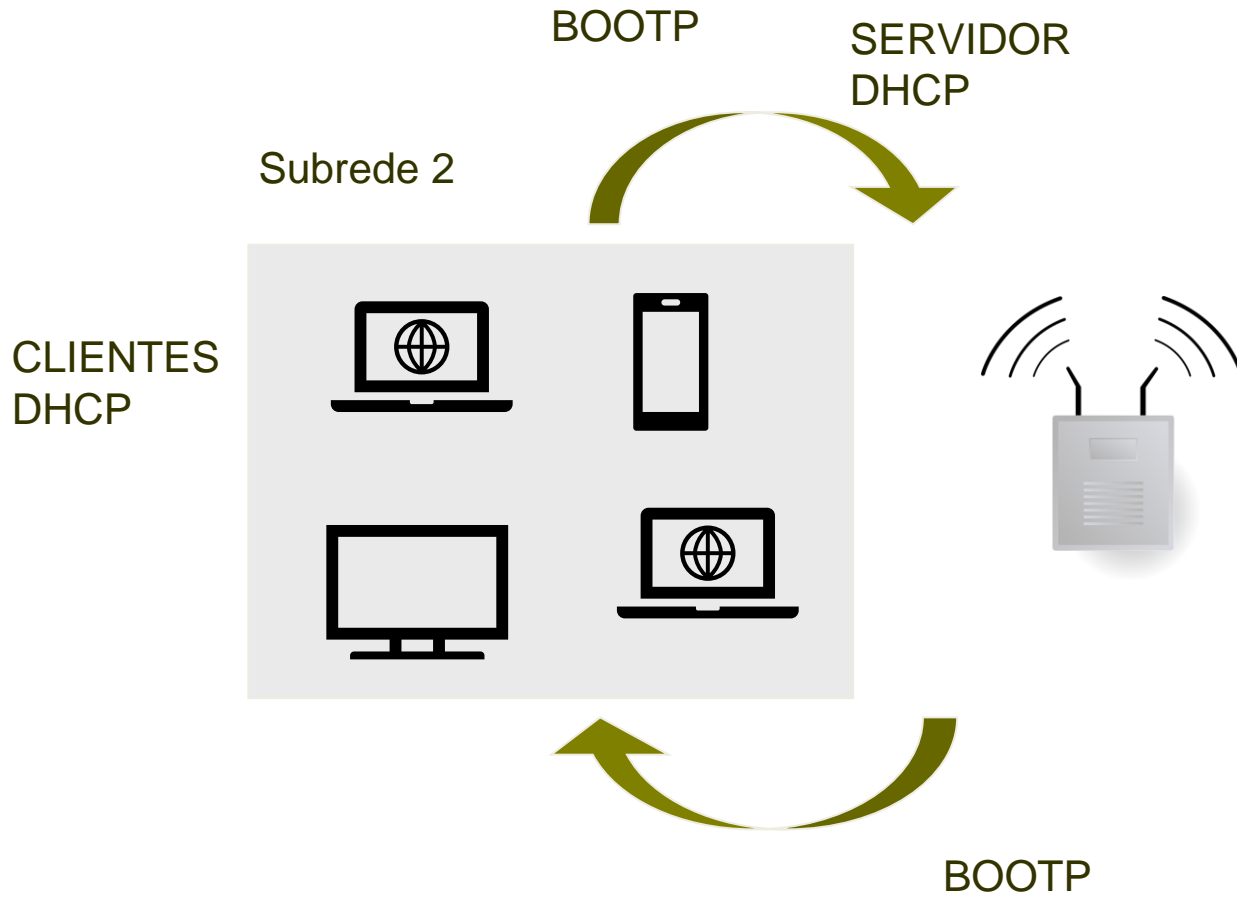 BOOTP
SERVIDOR
DHCP
Subrede 2
CLIENTES
DHCP
BOOTP